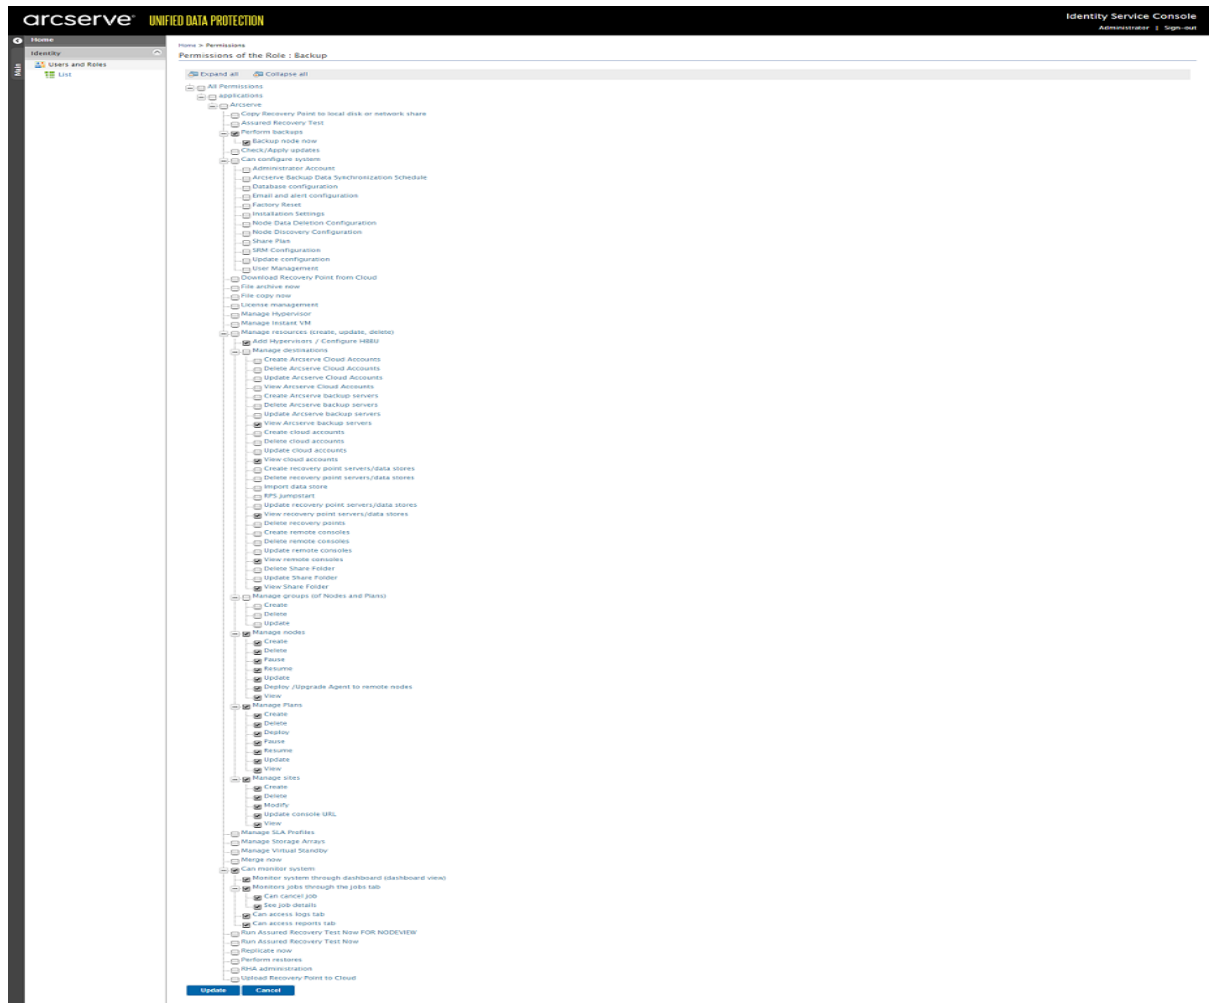 arcserve® UNIFIED DATA PROTECTION
Identity Service Console
Administrator | Sign-out
Home
Identity
Users and Roles
List
Main
Home > Permissions
Permissions of the Role : Backup
Expand all Collapse all
All Permissions
applications
Arcserve
Copy Recovery Point to local disk or network share
Assured Recovery Test
Perform backups
Backup node now
Check/Apply updates
Can configure system
Administrator Account
Arcserve Backup Data Synchronization Schedule
Database configuration
Email and alert configuration
Factory Reset
Installation Settings
Node Data Deletion Configuration
Node Discovery Configuration
Share Plan
SRM Configuration
Update configuration
User Management
Download Recovery Point from Cloud
File archive now
File copy now
License management
Manage Hypervisor
Manage Instant VM
Manage resources (create, update, delete)
Add Hypervisors / Configure HBBU
Manage destinations
Create Arcserve Cloud Accounts
Delete Arcserve Cloud Accounts
Update Arcserve Cloud Accounts
View Arcserve Cloud Accounts
Create Arcserve backup servers
Delete Arcserve backup servers
Update Arcserve backup servers
View Arcserve backup servers
Create cloud accounts
Delete cloud accounts
Update cloud accounts
View cloud accounts
Create recovery point servers/data stores
Delete recovery point servers/data stores
Import data store
RPS jumpstart
Update recovery point servers/data stores
View recovery point servers/data stores
Delete recovery points
Create remote consoles
Delete remote consoles
Update remote consoles
View remote consoles
Delete Share Folder
Update Share Folder
View Share Folder
Manage groups (of Nodes and Plans)
Create
Delete
Update
Manage nodes
Create
Delete
Pause
Resume
Update
Deploy /Upgrade Agent to remote nodes
View
Manage Plans
Create
Delete
Deploy
Pause
Resume
Update
View
Manage sites
Create
Delete
Modify
Update console URL
View
Manage SLA Profiles
Manage Storage Arrays
Manage Virtual Standby
Merge now
Can monitor system
Monitor system through dashboard (dashboard view)
Monitors jobs through the jobs tab
Can cancel job
See job details
Can access logs tab
Can access reports tab
Run Assured Recovery Test Now FOR NODEVIEW
Run Assured Recovery Test Now
Replicate now
Perform restores
RHA administration
Upload Recovery Point to Cloud
Update Cancel